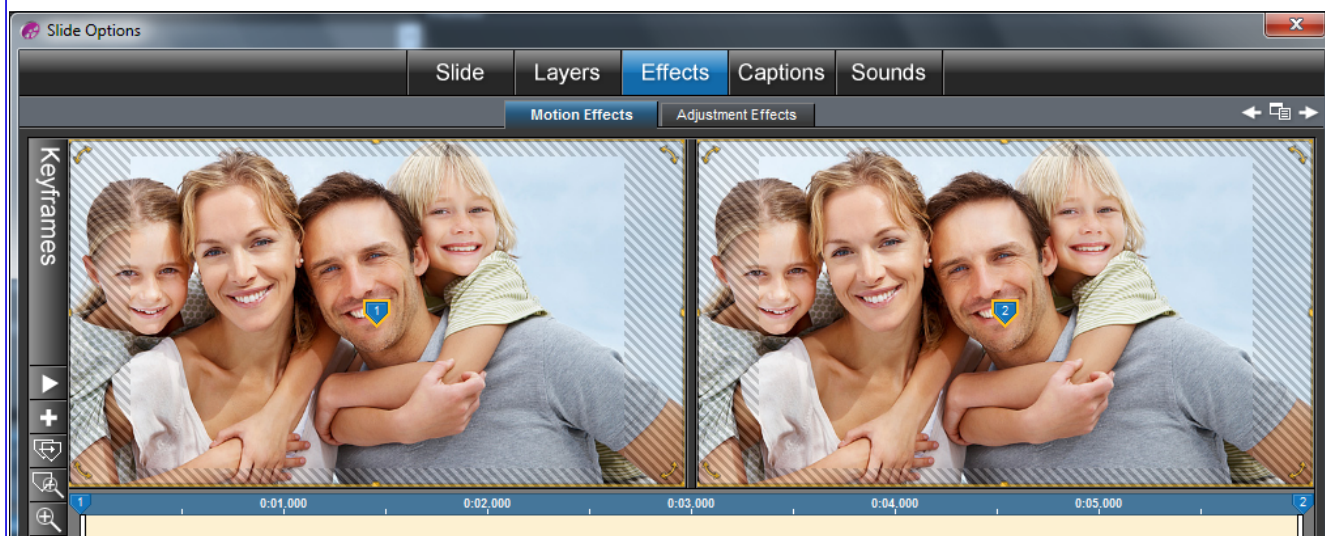 Slide Options
Slide Layers Effects Captions Sounds
Motion Effects Adjustment Effects
Keyframes
1
2
1 0:01.000 0:02.000 0:03.000 0:04.000 0:05.000 2